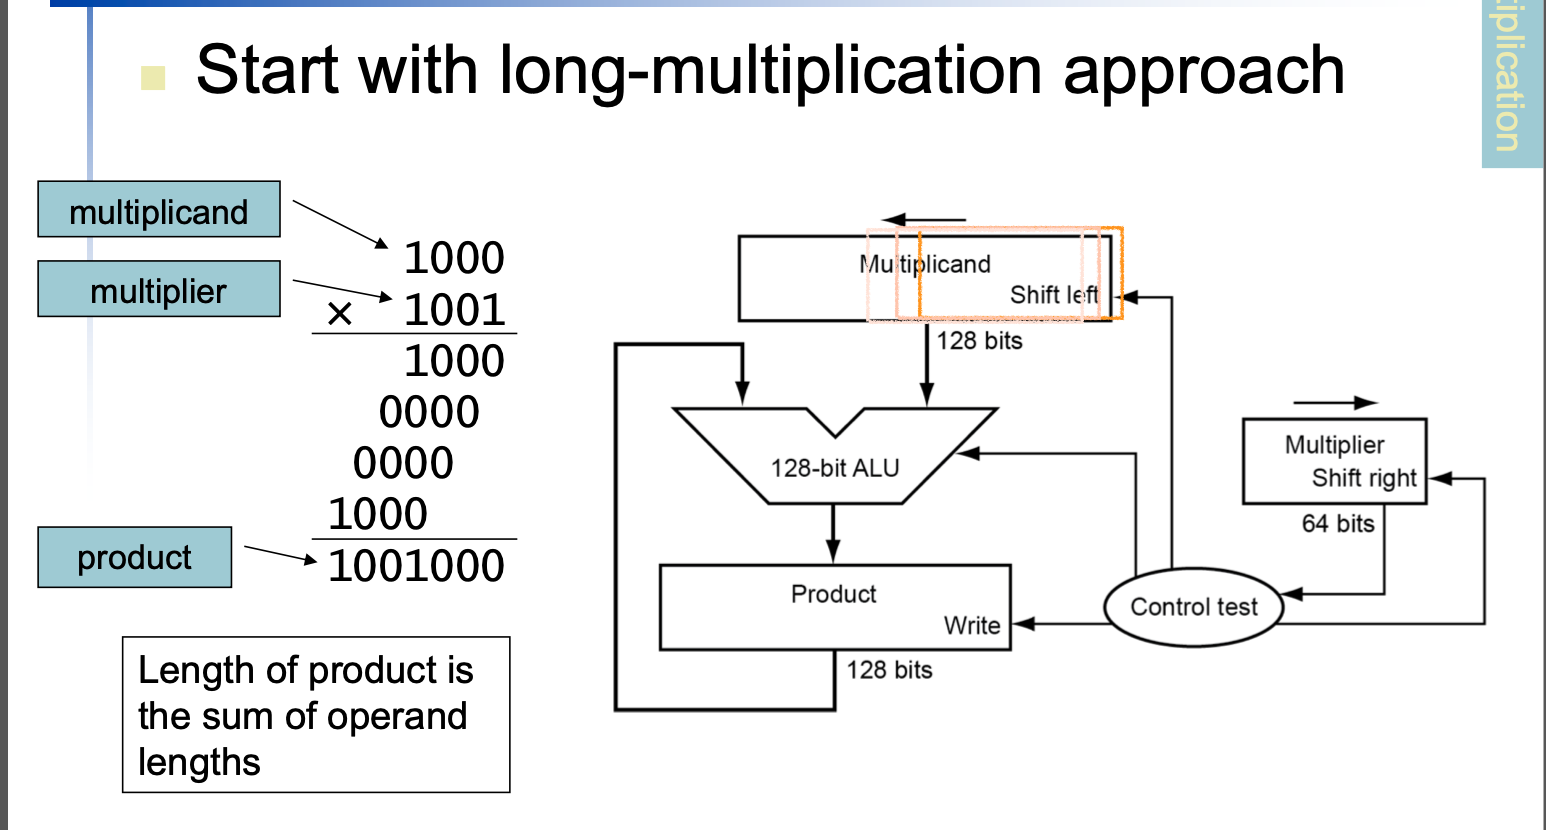 Start with long-multiplication approach
tiplication
multiplicand
multiplier
product
1000
× 1001
1000
0000
0000
1000
1001000
Length of product is
the sum of operand
lengths
Multiplicand
Shift left
128 bits
128-bit ALU
Multiplier
Shift right
64 bits
Product
Write
128 bits
Control test